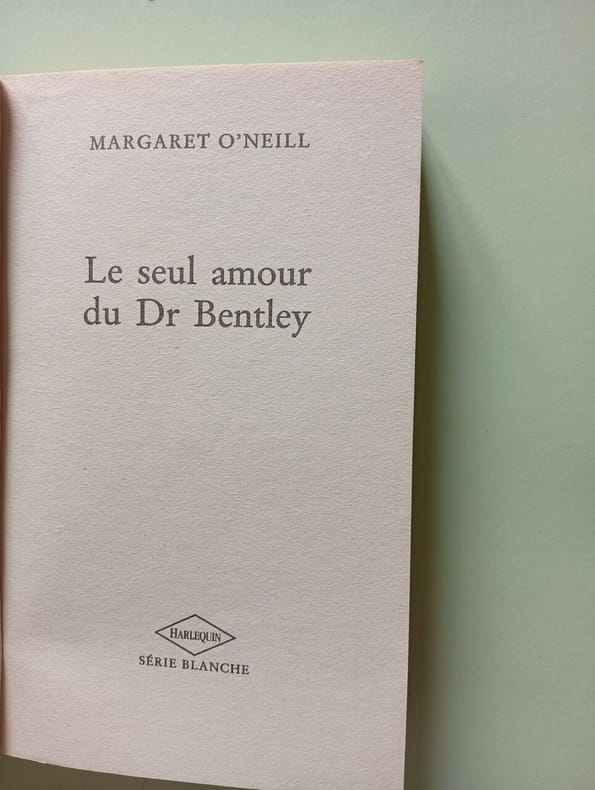 MARGARET O'NEILL
Le seul amour
du Dr Bentley
HARLEQUIN
SÉRIE BLANCHE